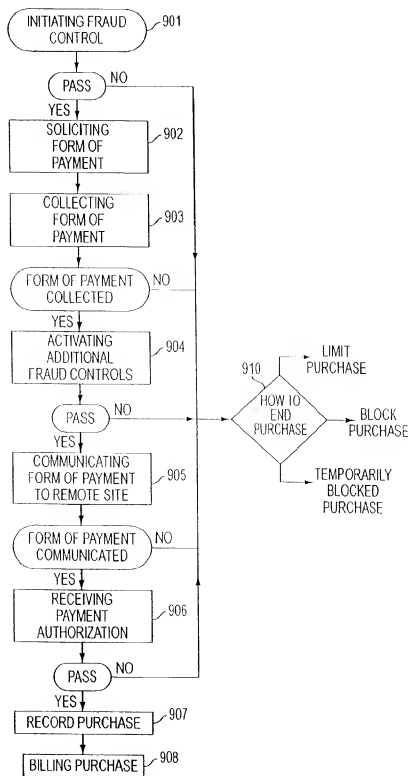 INITIATING FRAUD
CONTROL
901
PASS
NO
YES
SOLICITING
FORM OF
PAYMENT
902
COLLECTING
FORM OF
PAYMENT
903
FORM OF PAYMENT
COLLECTED
NO
YES
ACTIVATING
ADDITIONAL
FRAUD CONTROLS
904
PASS
NO
YES
COMMUNICATING
FORM OF PAYMENT
TO REMOTE SITE
905
FORM OF PAYMENT
COMMUNICATED
NO
YES
RECEIVING
PAYMENT
AUTHORIZATION
906
PASS
NO
YES
RECORD PURCHASE
907
BILLING PURCHASE
908
910
HOW TO
END
PURCHASE
LIMIT
PURCHASE
BLOCK
PURCHASE
TEMPORARILY
BLOCKED
PURCHASE